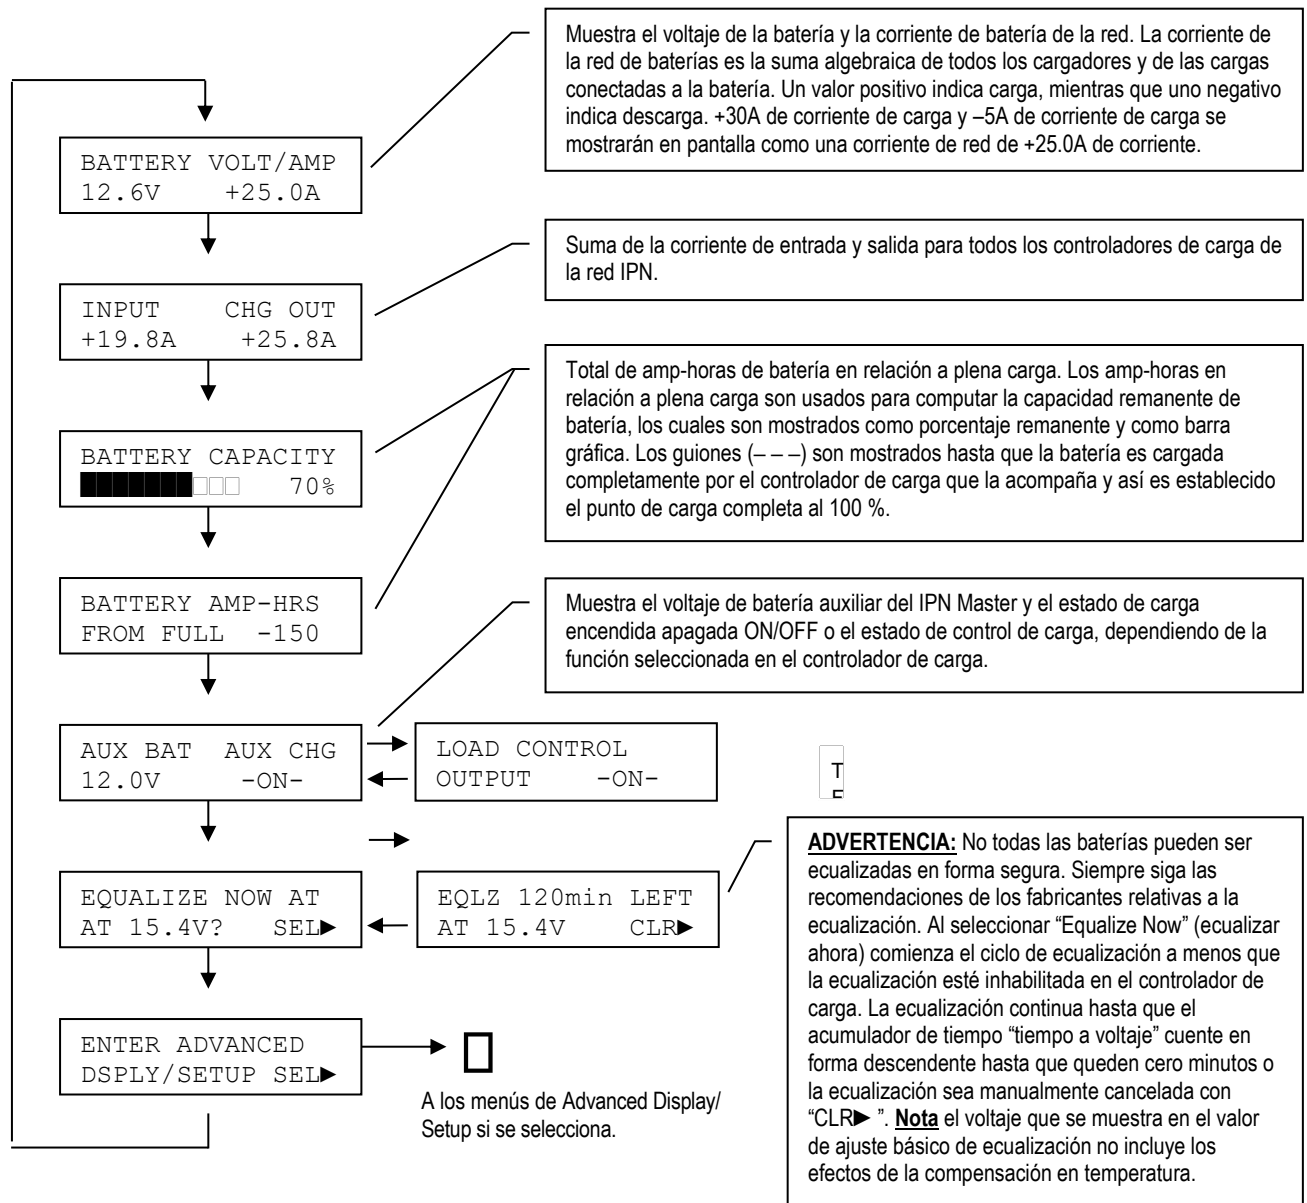 Muestra el voltaje de la batería y la corriente de batería de la red. La corriente de
la red de baterías es la suma algebraica de todos los cargadores y de las cargas
conectadas a la batería. Un valor positivo indica carga, mientras que uno negativo
indica descarga. +30A de corriente de carga y –5A de corriente de carga se
mostrarán en pantalla como una corriente de red de +25.0A de corriente.
BATTERY VOLT/AMP
12.6V +25.0A
Suma de la corriente de entrada y salida para todos los controladores de carga de
la red IPN.
INPUT CHG OUT
+19.8A +25.8A
Total de amp-horas de batería en relación a plena carga. Los amp-horas en
relación a plena carga son usados para computar la capacidad remanente de
batería, los cuales son mostrados como porcentaje remanente y como barra
gráfica. Los guiones (– – –) son mostrados hasta que la batería es cargada
completamente por el controlador de carga que la acompaña y así es establecido
el punto de carga completa al 100 %.
BATTERY CAPACITY
70%
BATTERY AMP-HRS
FROM FULL -150
Muestra el voltaje de batería auxiliar del IPN Master y el estado de carga
encendida apagada ON/OFF o el estado de control de carga, dependiendo de la
función seleccionada en el controlador de carga.
AUX BAT AUX CHG
12.0V -ON-
LOAD CONTROL
OUTPUT -ON-
T
EQUALIZE NOW AT
AT 15.4V? SEL►
EQLZ 120min LEFT
AT 15.4V CLR►
ADVERTENCIA: No todas las baterías pueden ser
ecualizadas en forma segura. Siempre siga las
recomendaciones de los fabricantes relativas a la
ecualización. Al seleccionar “Equalize Now” (ecualizar
ahora) comienza el ciclo de ecualización a menos que
la ecualización esté inhabilitada en el controlador de
carga. La ecualización continua hasta que el
acumulador de tiempo “tiempo a voltaje” cuente en
forma descendente hasta que queden cero minutos o
la ecualización sea manualmente cancelada con
“CLR► ”. Nota el voltaje que se muestra en el valor
de ajuste básico de ecualización no incluye los
efectos de la compensación en temperatura.
ENTER ADVANCED
DSPLY/SETUP SEL►
A los menús de Advanced Display/
Setup si se selecciona.